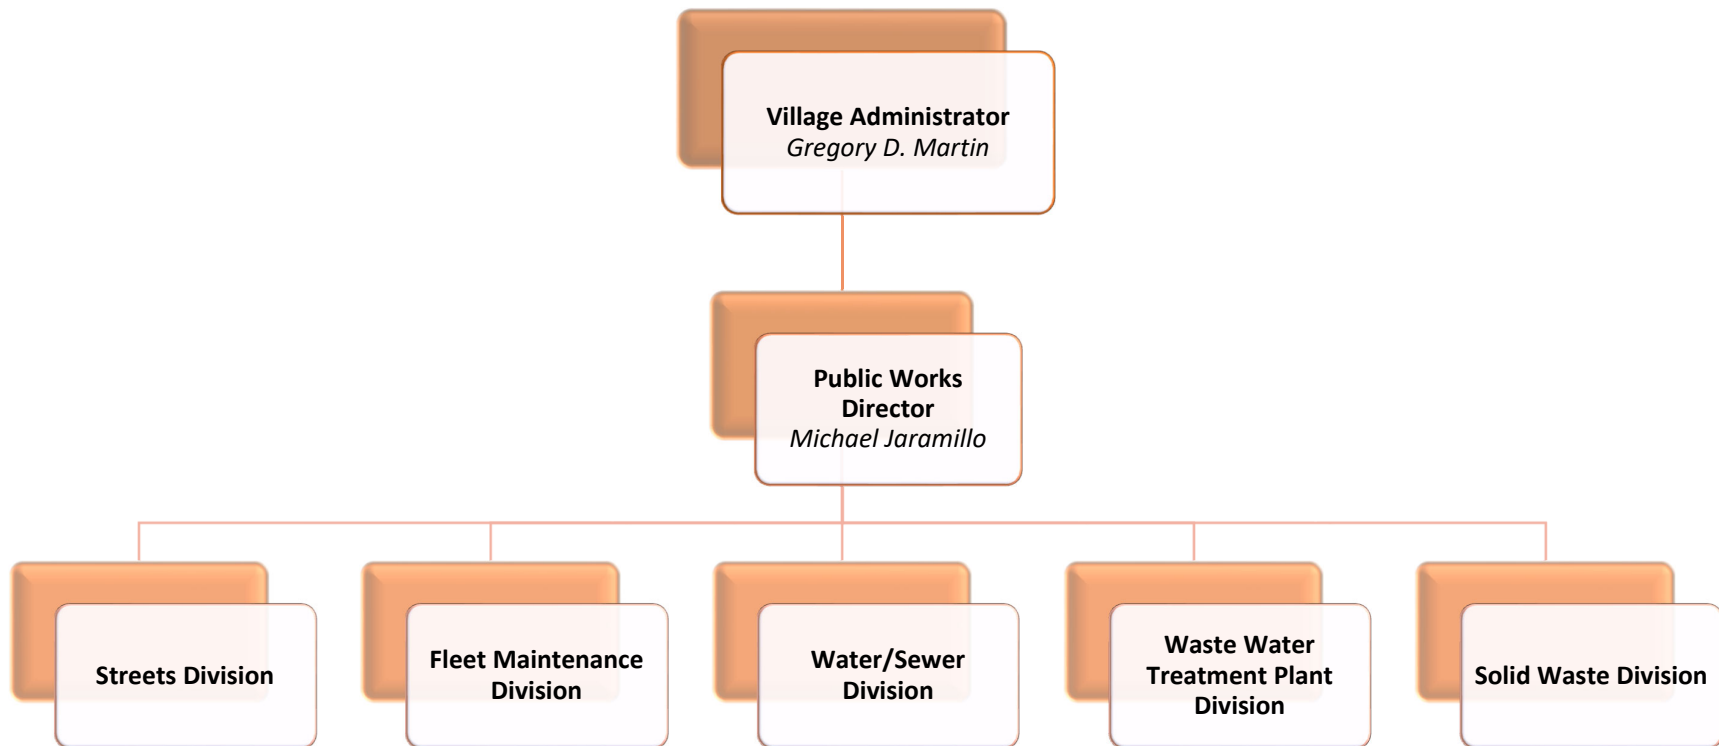 Village Administrator
Gregory D. Martin
Public Works
Director
Michael Jaramillo
Streets Division
Fleet Maintenance
Division
Water/Sewer
Division
Waste Water
Treatment Plant
Division
Solid Waste Division